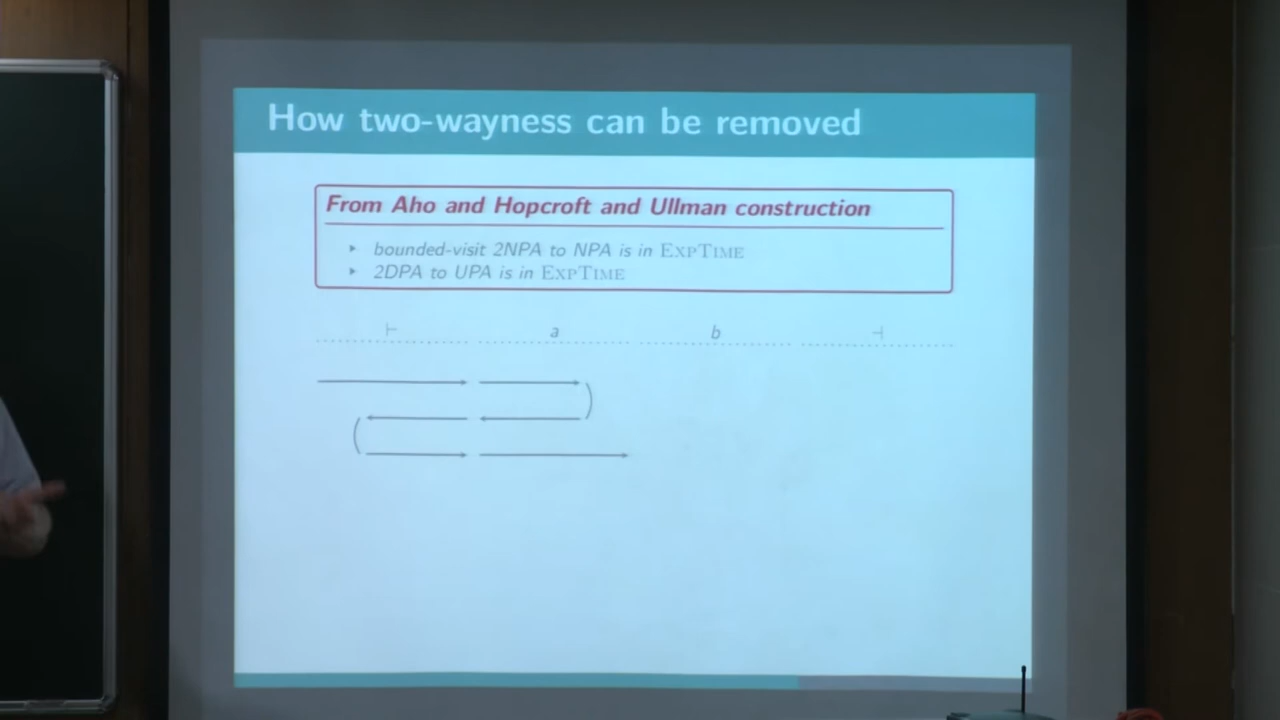 How two-wayness can be removed
From Aho and Hopcroft and Ullman construction
‣ bounded-visit 2NPA to NPA is in EXPTIME
‣ 2DPA to UPA is in EXPTIME
⊢ a b ⊣